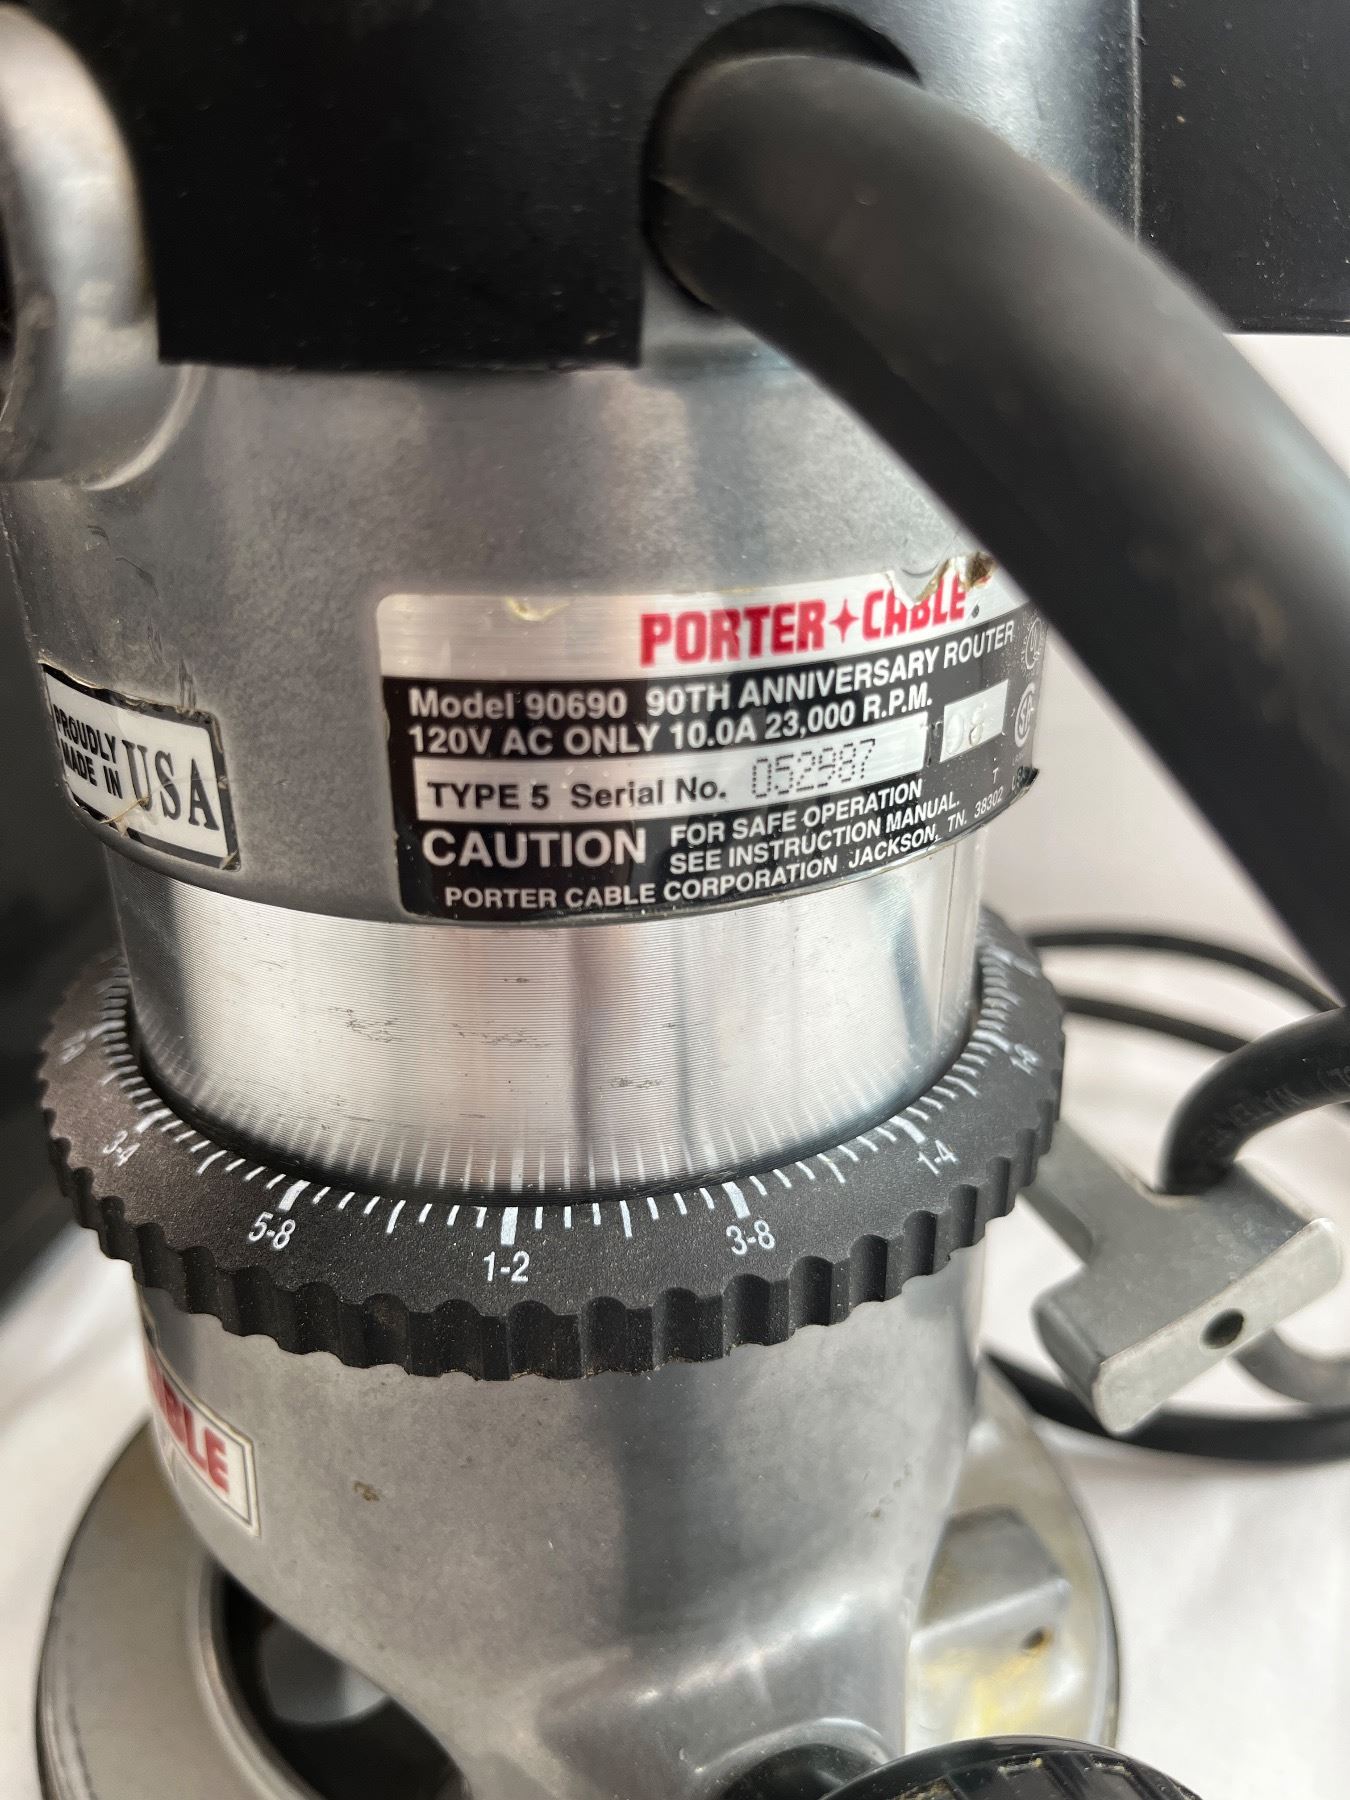 PORTER+CABLE
Model 90690 90TH ANNIVERSARY ROUTER
120V AC ONLY 10.0A 23,000 R.P.M.
TYPE 5 Serial No. 052987
CAUTION FOR SAFE OPERATION
SEE INSTRUCTION MANUAL.
PORTER CABLE CORPORATION JACKSON, TN. 38302
PROUDLY
MADE IN
USA
3-4
5-8
1-2
3-8
1-4
1-8
CABLE